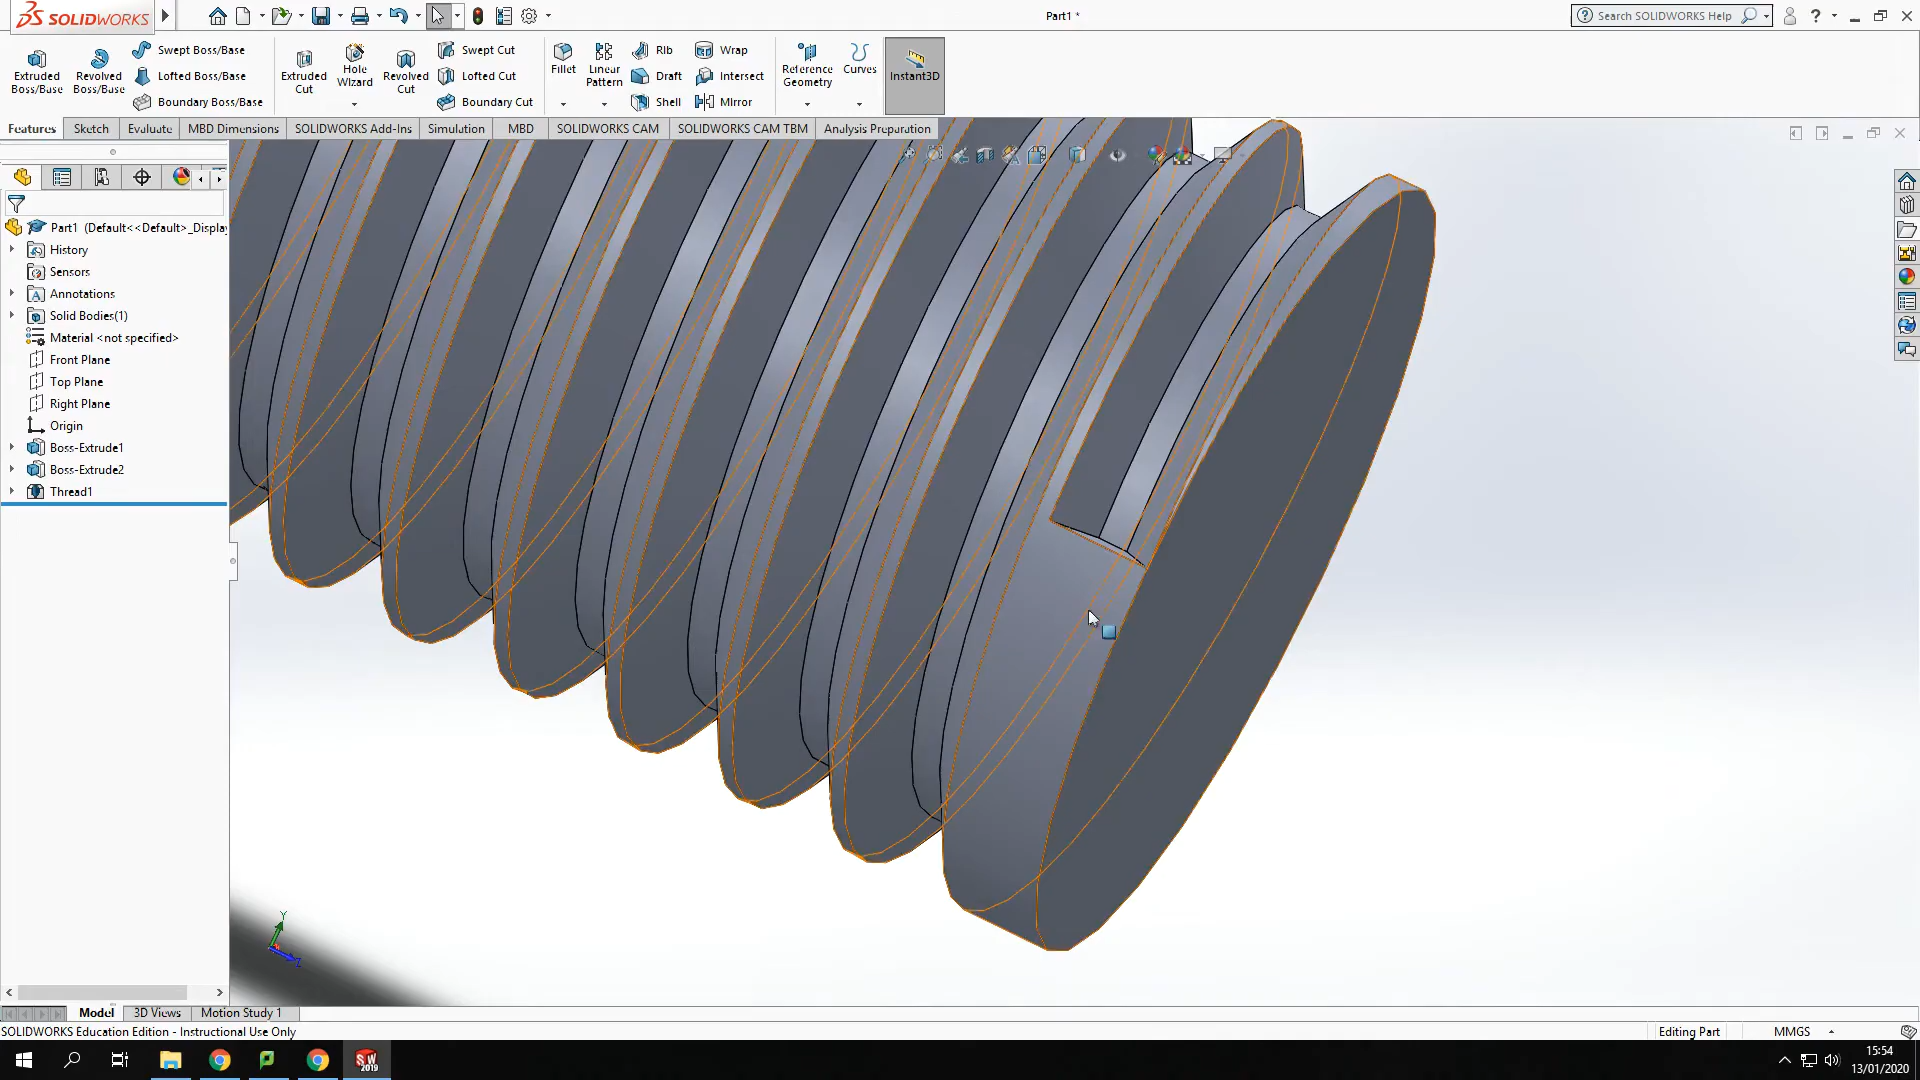 SOLIDWORKS
Part1 *
Search SOLIDWORKS Help
Extruded Boss/Base
Revolved Boss/Base
Swept Boss/Base
Lofted Boss/Base
Boundary Boss/Base
Extruded Cut
Hole Wizard
Revolved Cut
Swept Cut
Lofted Cut
Boundary Cut
Fillet
Linear Pattern
Rib
Draft
Shell
Wrap
Intersect
Mirror
Reference Geometry
Curves
Instant3D
Features
Sketch
Evaluate
MBD Dimensions
SOLIDWORKS Add-Ins
Simulation
MBD
SOLIDWORKS CAM
SOLIDWORKS CAM TBM
Analysis Preparation
Part1 (Default<<Default>_Display
History
Sensors
Annotations
Solid Bodies(1)
Material <not specified>
Front Plane
Top Plane
Right Plane
Origin
Boss-Extrude1
Boss-Extrude2
Thread1
Y
Z
Model
3D Views
Motion Study 1
SOLIDWORKS Education Edition - Instructional Use Only
Editing Part
MMGS
SW
2019
15:54
13/01/2020